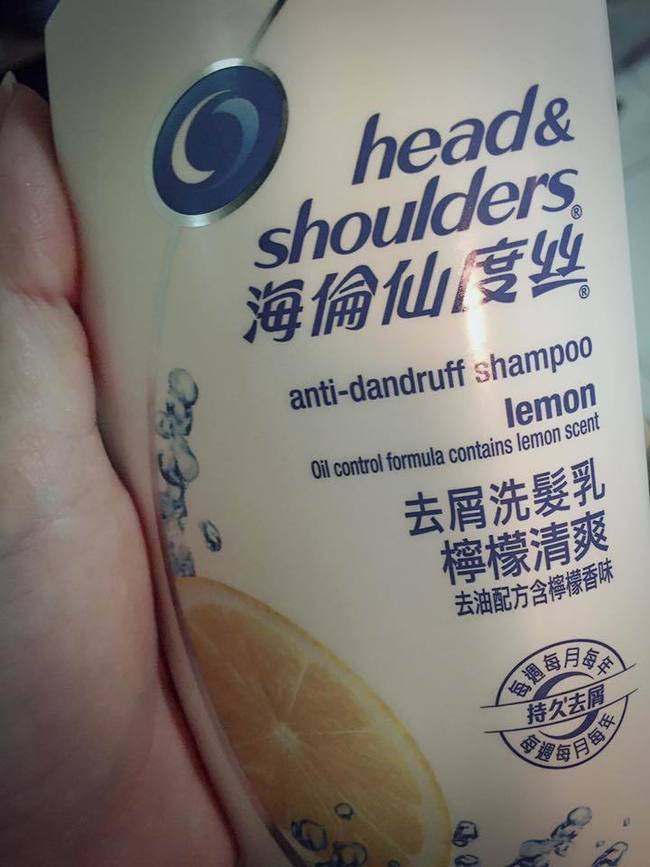 head&
shoulders®
海倫仙度丝®
anti-dandruff shampoo
lemon
Oil control formula contains lemon scent
去屑洗髮乳
檸檬清爽
去油配方含檸檬香味
每週每月每年
持久去屑
每週每月每年